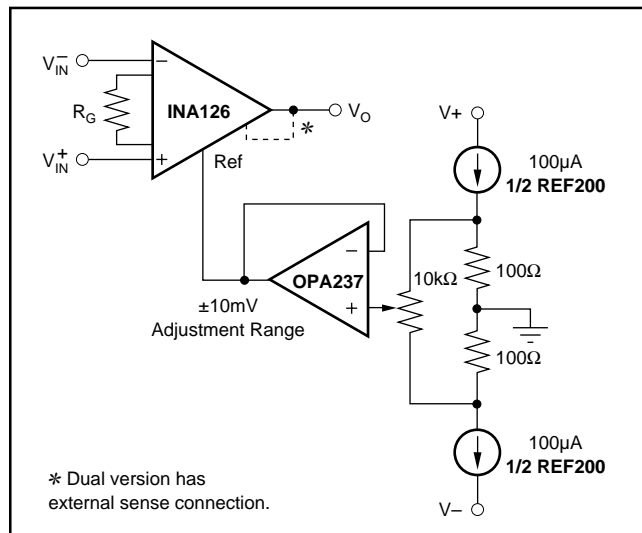 V−IN
RG
V+IN
−
+
INA126
Ref
VO
*
V+
100µA
1/2 REF200
−
+
OPA237
±10mV
Adjustment Range
10kΩ
100Ω
100Ω
100µA
1/2 REF200
V−
* Dual version has
external sense connection.